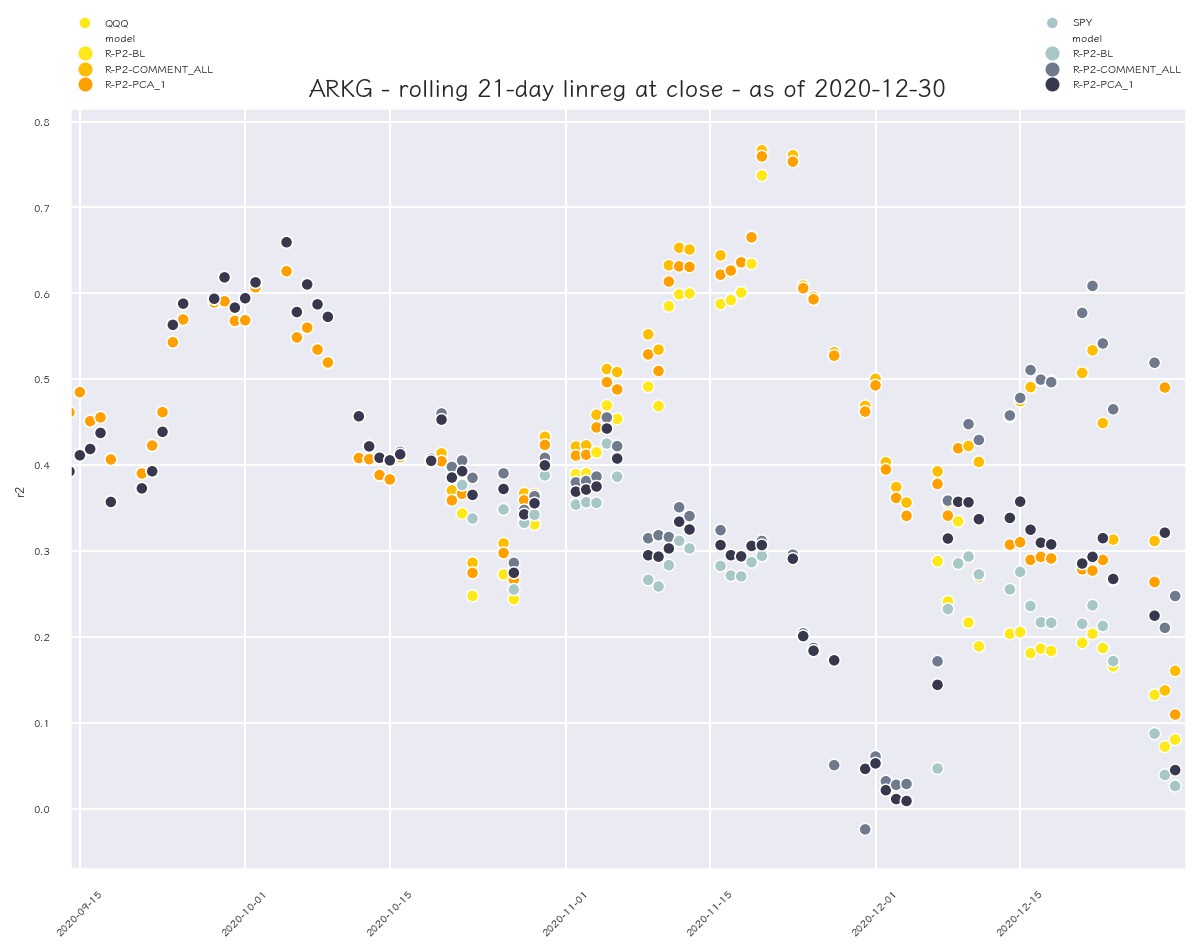 QQQ
model
R-P2-BL
R-P2-COMMENT_ALL
R-P2-PCA_1
SPY
model
R-P2-BL
R-P2-COMMENT_ALL
R-P2-PCA_1
ARKG - rolling 21-day linreg at close - as of 2020-12-30
0.8
0.7
0.6
0.5
0.4
0.3
0.2
0.1
0.0
r2
2020-09-15
2020-10-01
2020-10-15
2020-11-01
2020-11-15
2020-12-01
2020-12-15